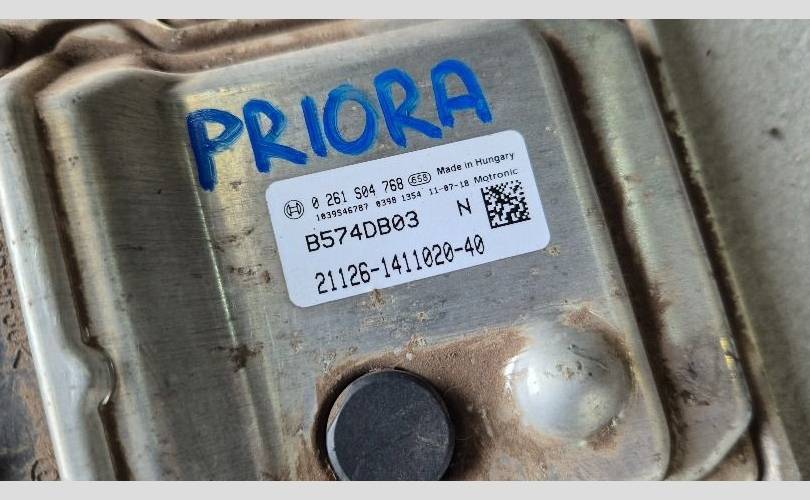 PRIORA
0 261 S04 768 658 Made in Hungary
1039S46787 0398 1354 11-07-18 Motronic
B574DB03 N
21126-1411020-40